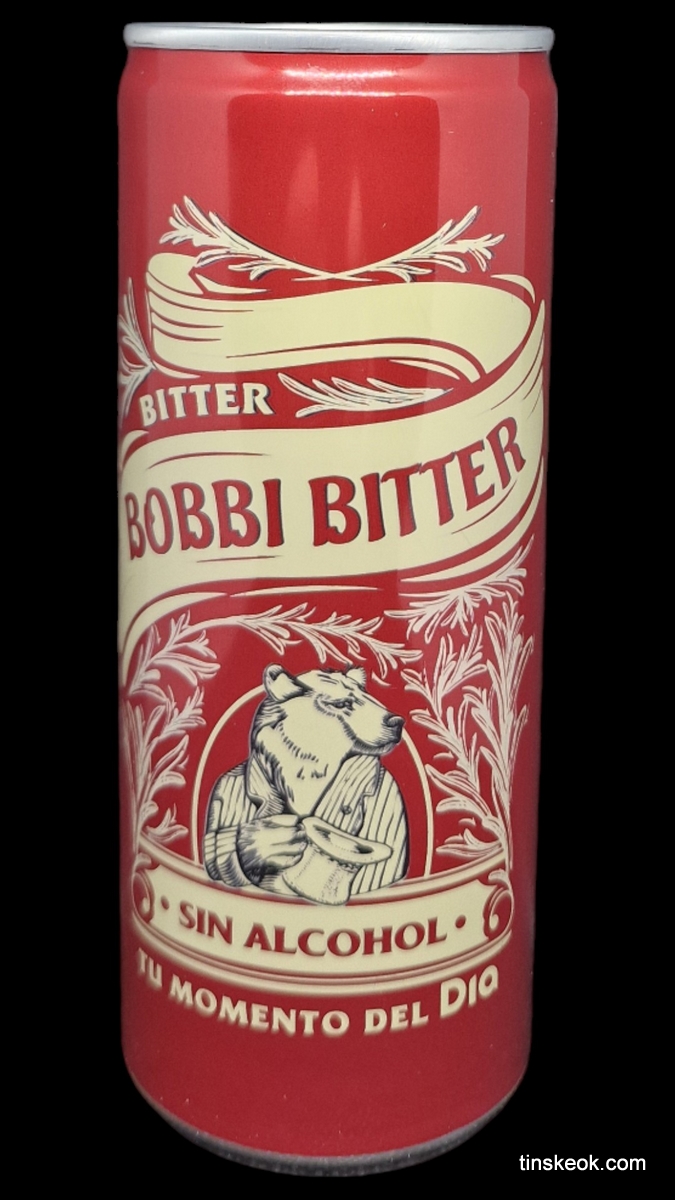 BITTER
BOBBI BITTER
• SIN ALCOHOL •
TU MOMENTO DEL Dia
tinskeok.com